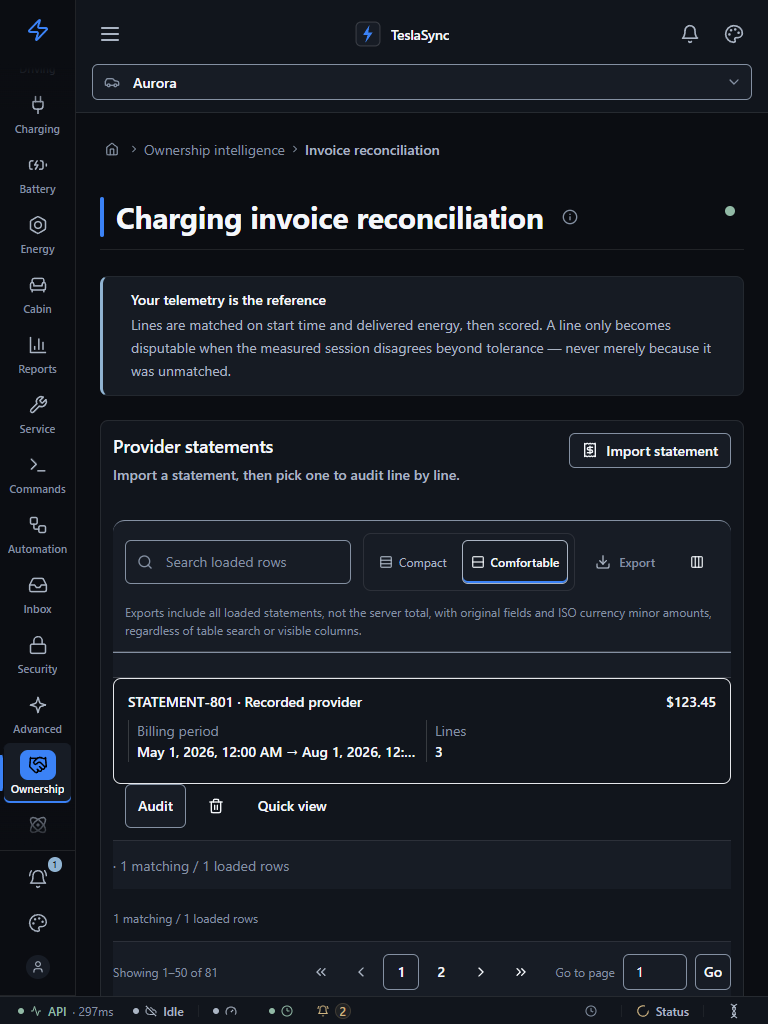 TeslaSync
Aurora
Driving
Charging
Battery
Energy
Cabin
Reports
Service
Commands
Automation
Inbox
Security
Advanced
Ownership
1
Ownership intelligence
Invoice reconciliation
Charging invoice reconciliation
Your telemetry is the reference
Lines are matched on start time and delivered energy, then scored. A line only becomes
disputable when the measured session disagrees beyond tolerance — never merely because it
was unmatched.
Provider statements
Import statement
Import a statement, then pick one to audit line by line.
Search loaded rows
Compact
Comfortable
Export
Exports include all loaded statements, not the server total, with original fields and ISO currency minor amounts,
regardless of table search or visible columns.
STATEMENT-801 · Recorded provider
$123.45
Billing period
Lines
May 1, 2026, 12:00 AM → Aug 1, 2026, 12:...
3
Audit
Quick view
· 1 matching / 1 loaded rows
1 matching / 1 loaded rows
Showing 1–50 of 81
1
2
Go to page
1
Go
API · 297ms
Idle
2
Status